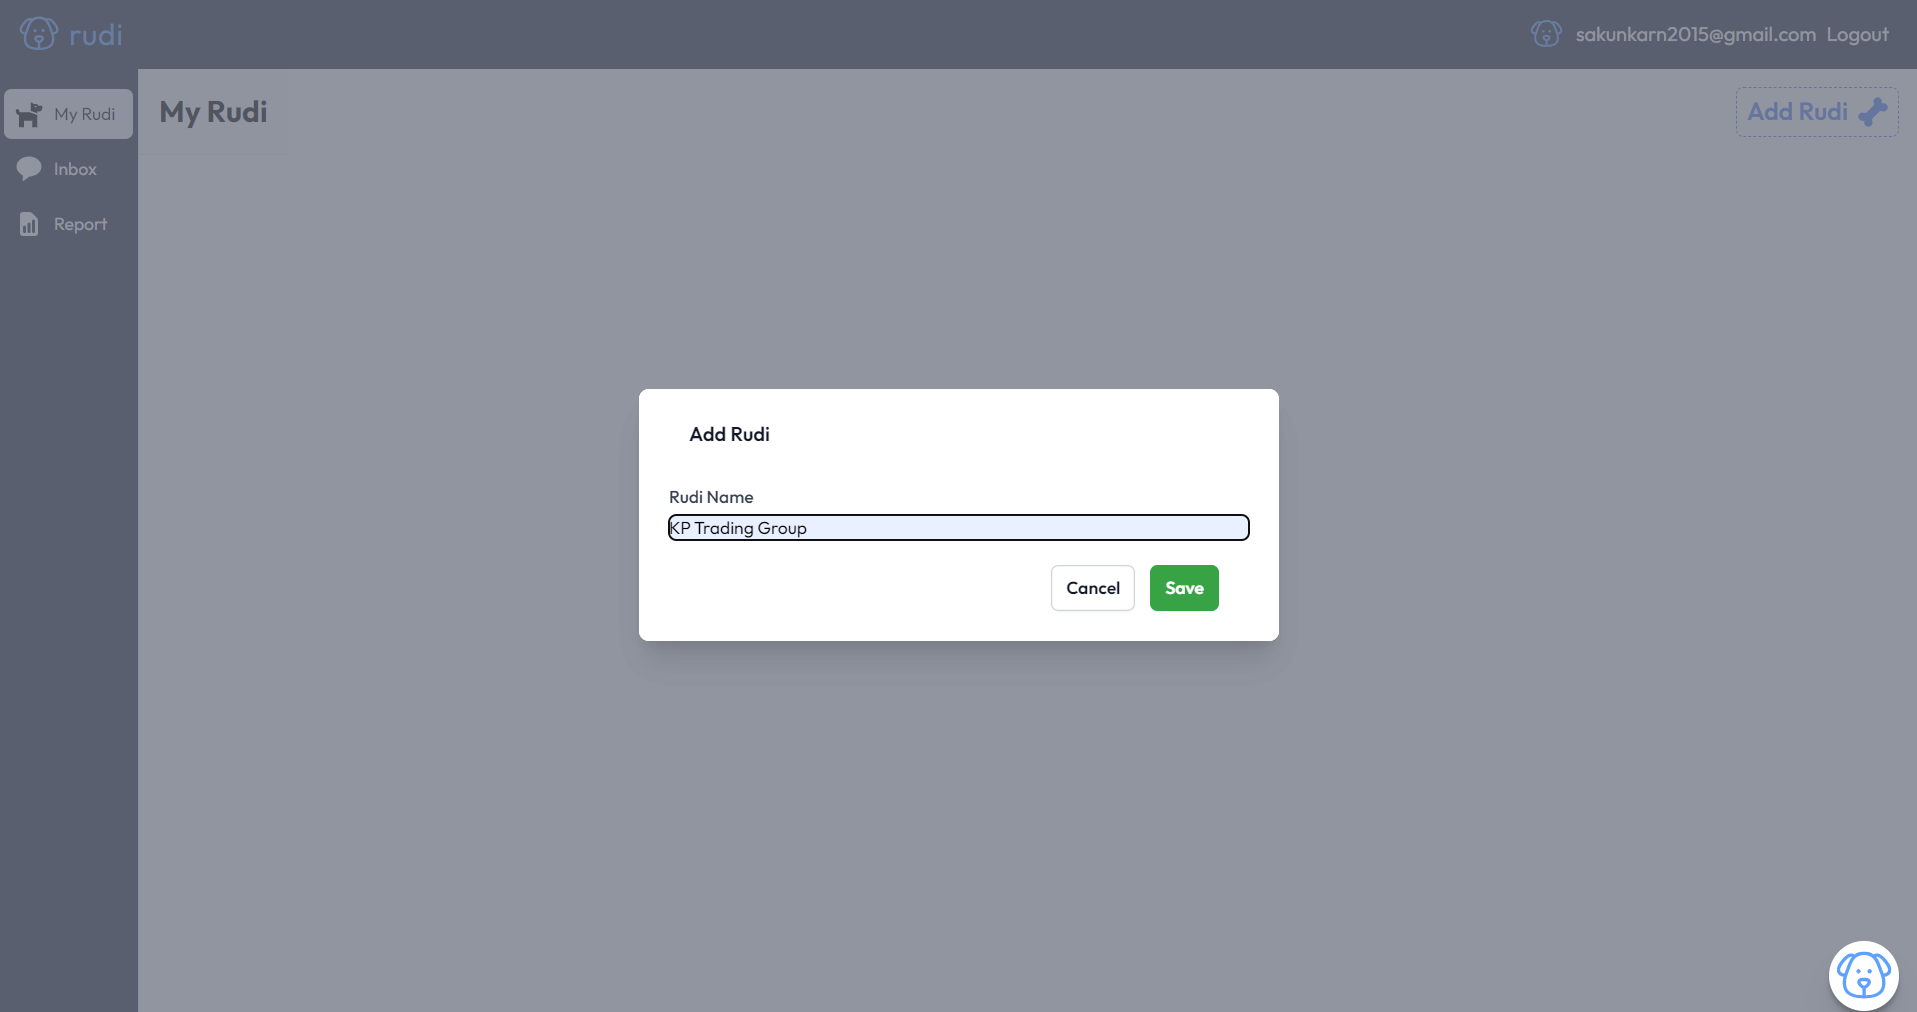 rudi
sakunkarn2015@gmail.com Logout
My Rudi
Inbox
Report
My Rudi
Add Rudi
Add Rudi
Rudi Name
KP Trading Group
Cancel Save